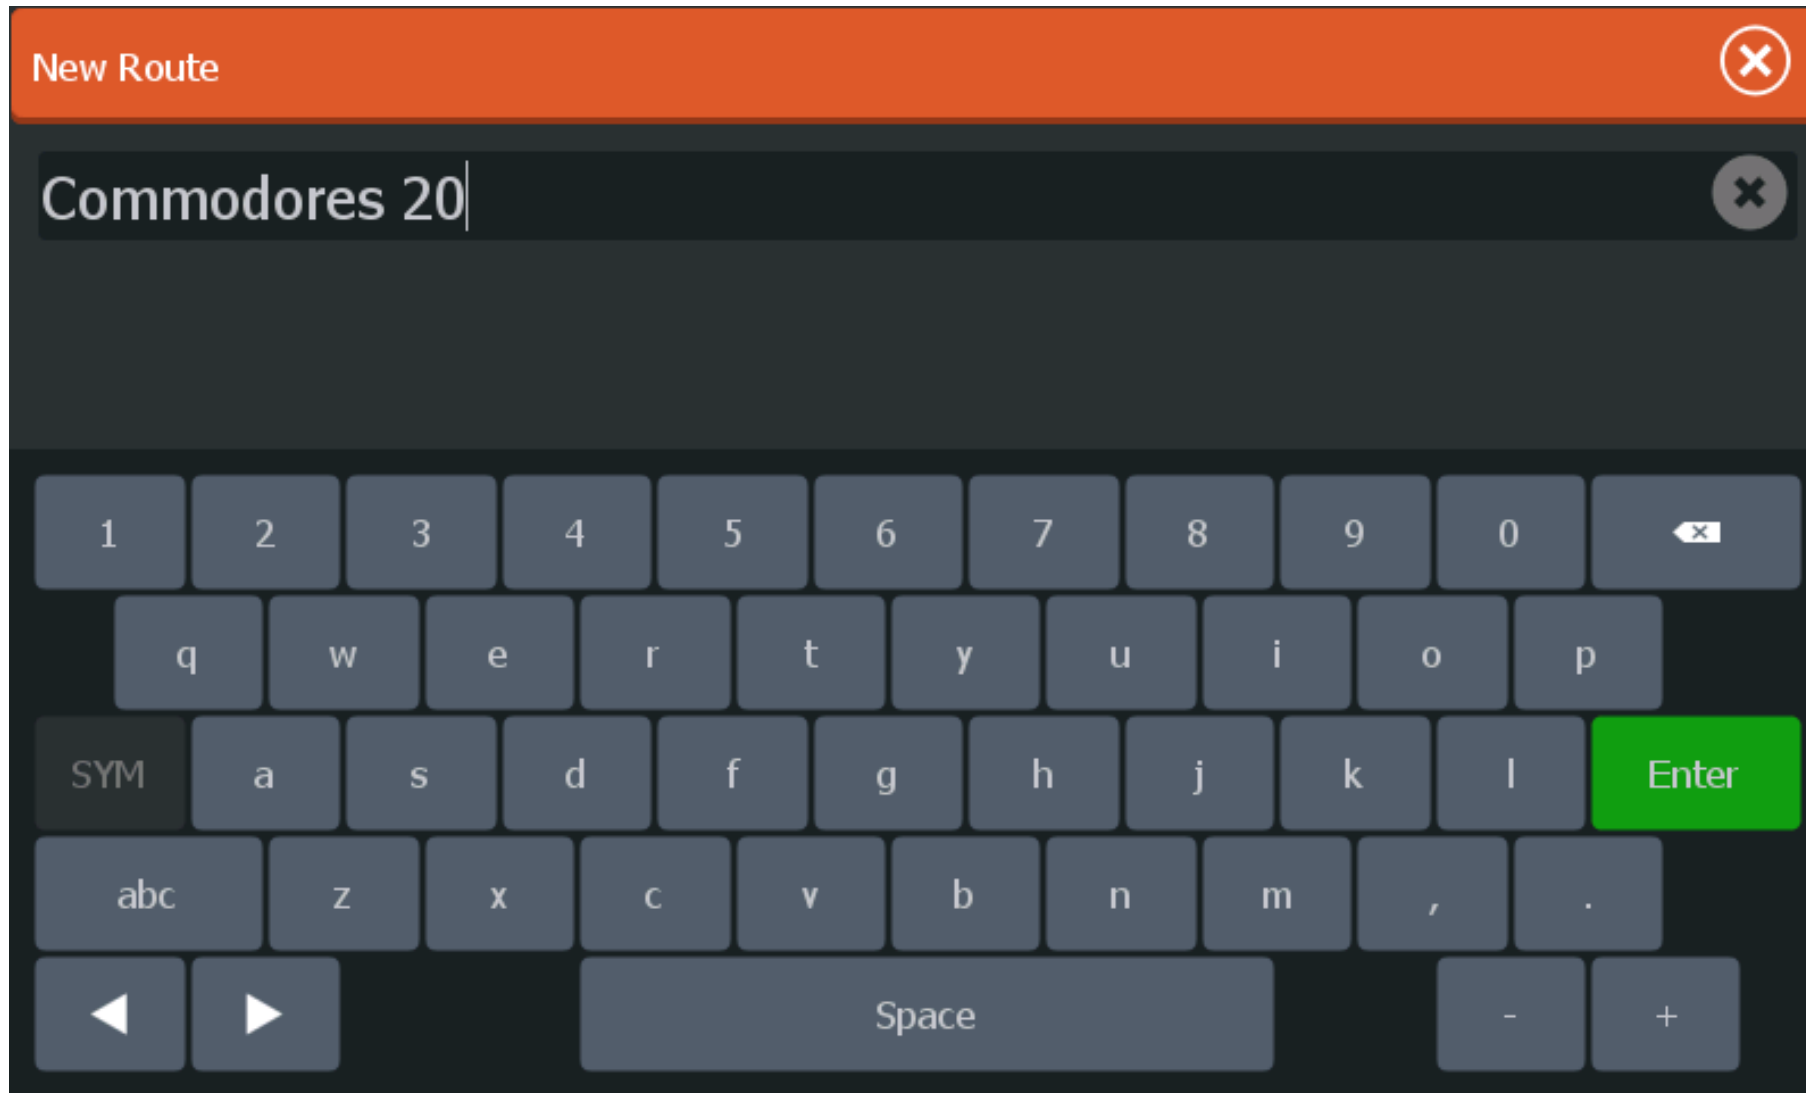 New Route
Commodores 20
1 2 3 4 5 6 7 8 9 0
q w e r t y u i o p
SYM a s d f g h j k l Enter
abc z x c v b n m , .
Space - +